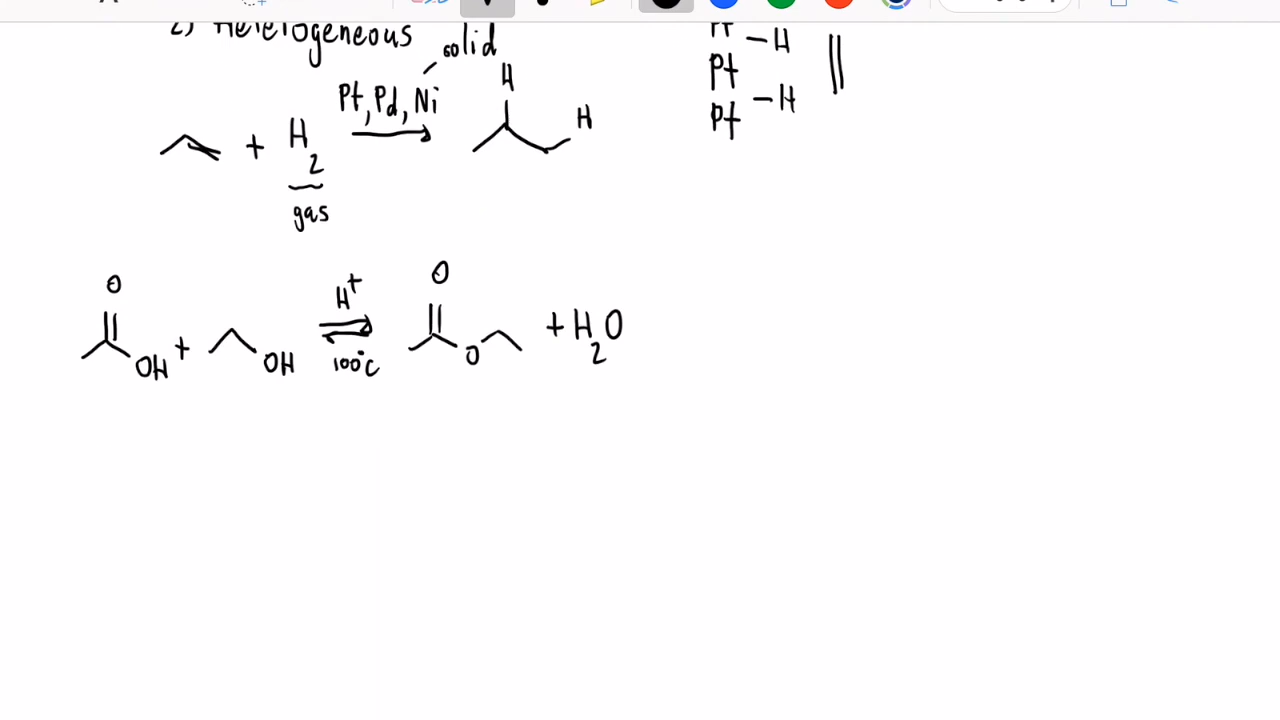 2) Heterogeneous
solid
Pt, Pd, Ni
+ H2
gas
H
H
Pt -H
Pt -H
Pt
O
OH + OH
H+
100°C
O
O + H2O